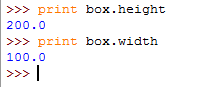 >>> print box.height
200.0
>>> print box.width
100.0
>>>